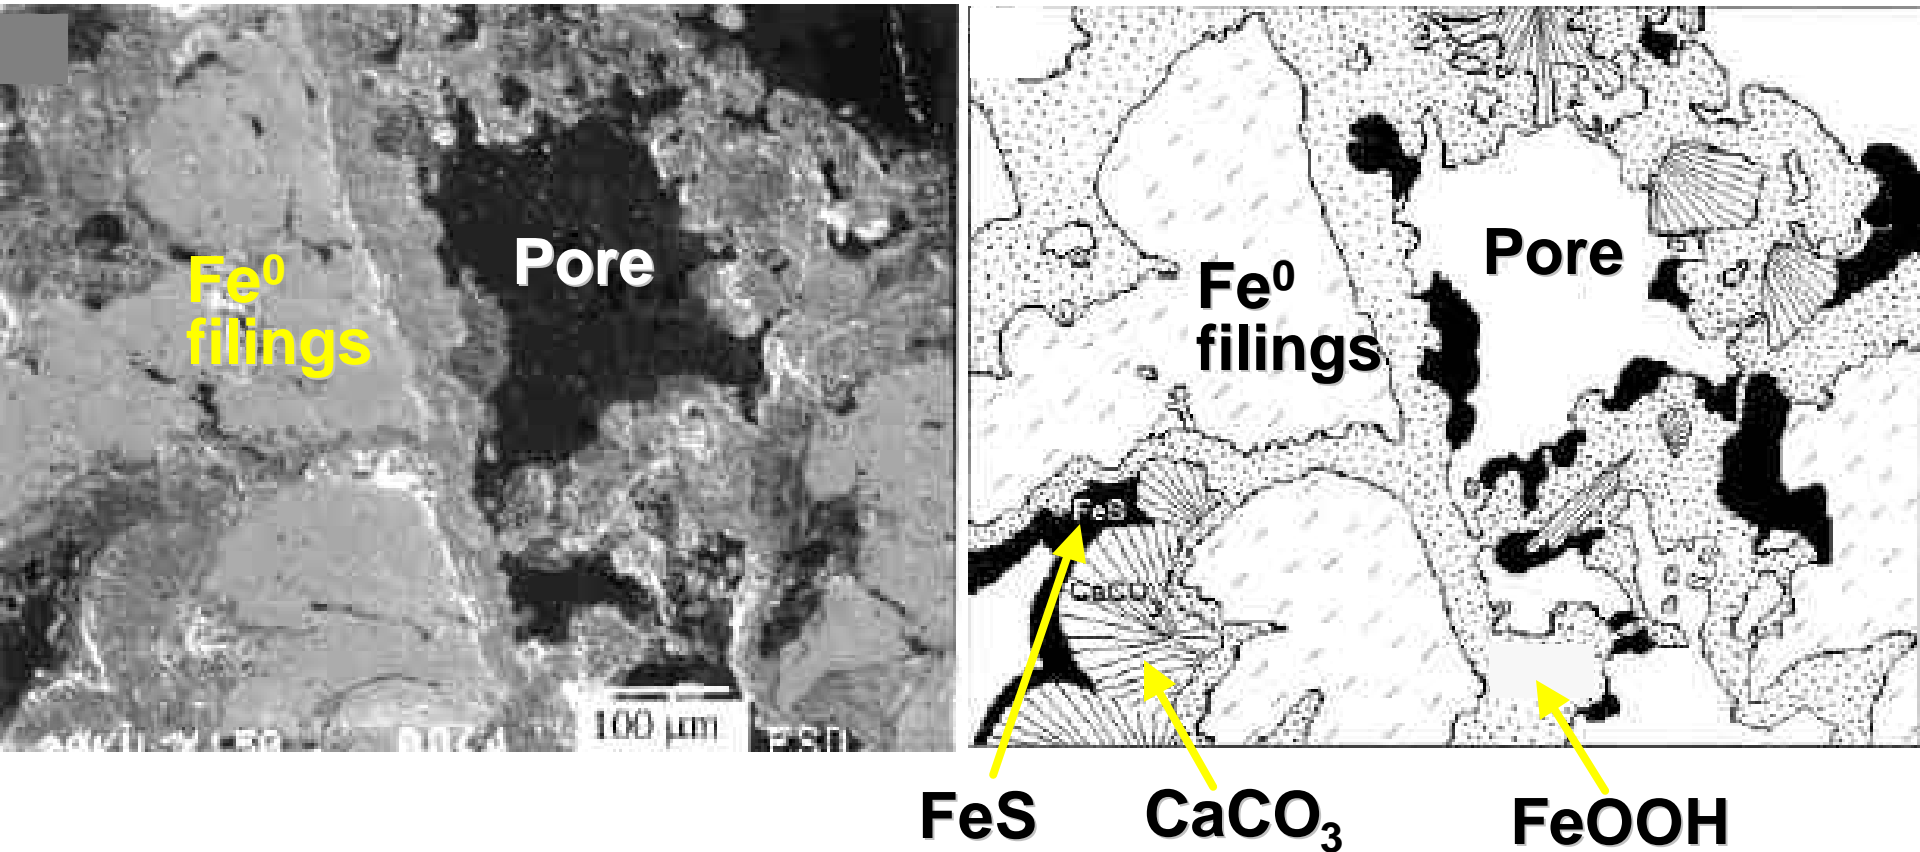 Fe⁰
filings
Pore
100 µm
Fe⁰
filings
Pore
FeS
CaCO₃
FeS
CaCO₃
FeOOH